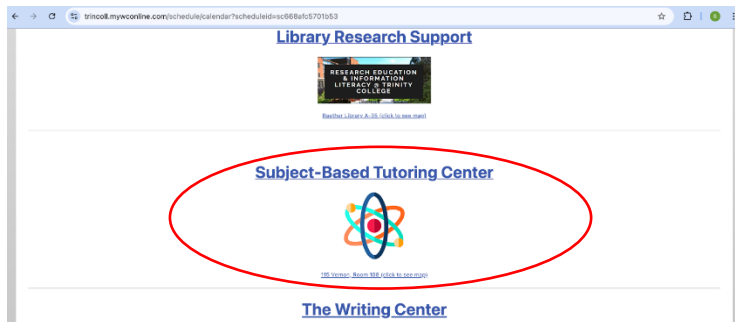 trincoll.mywconline.com/schedule/calendar?scheduleid=sc668afc5701b53
Library Research Support
RESEARCH EDUCATION
& INFORMATION
LITERACY @ TRINITY
COLLEGE
Raether Library A-35 (click to see map)
Subject-Based Tutoring Center
115 Vernon, Room 108 (click to see map)
The Writing Center